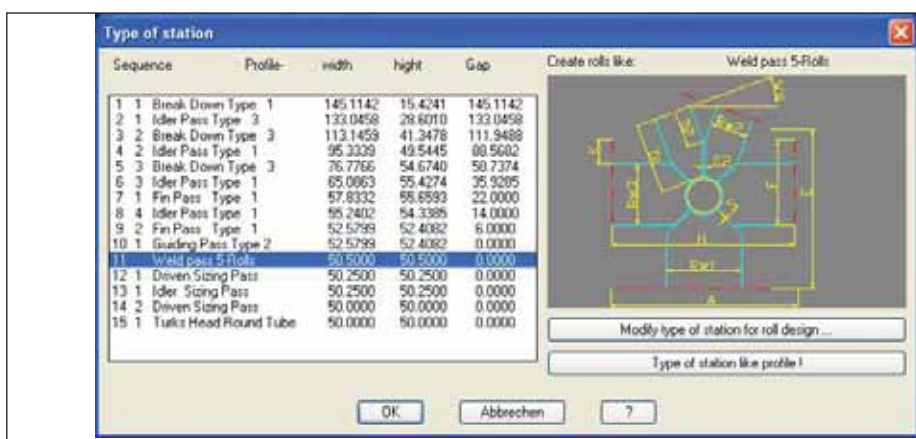 Type of station
Sequence Profile- width hight Gap Create rolls like: Weld pass 5-Rolls
1 1 Break Down Type 1 145.1142 15.4241 145.1142
2 1 Idler Pass Type 3 133.0458 28.6010 133.0458
3 2 Break Down Type 3 113.1459 41.3478 111.9488
4 2 Idler Pass Type 1 95.3339 49.5445 88.5682
5 3 Break Down Type 3 76.7766 54.6740 58.7374
6 3 Idler Pass Type 1 65.0863 55.4274 35.9285
7 1 Fin Pass Type 1 57.8332 55.6593 22.0000
8 4 Idler Pass Type 1 55.2402 54.3385 14.0000
9 2 Fin Pass Type 1 52.5799 52.4082 6.0000
10 1 Guiding Pass Type 2 52.5799 52.4082 0.0000
11 Weld pass 5-Rolls 50.5000 50.5000 0.0000
12 1 Driven Sizing Pass 50.2500 50.2500 0.0000
13 1 Idler Sizing Pass 50.2500 50.2500 0.0000
14 2 Driven Sizing Pass 50.0000 50.0000 0.0000
15 1 Turks Head Round Tube 50.0000 50.0000 0.0000
Rw2
Rw3
Rw1
A
Modify type of station for roll design ...
Type of station like profile !
OK Abbrechen ?